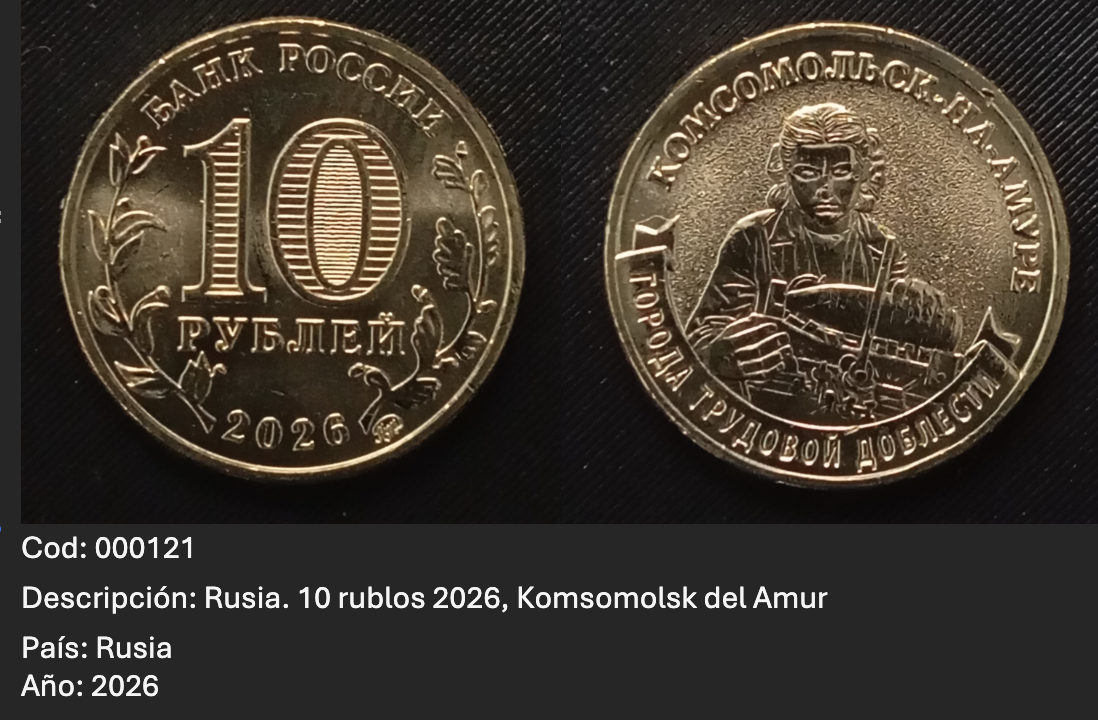 БАНК РОССИИ
10
РУБЛЕЙ
2026
КОМСОМОЛЬСК-НА-АМУРЕ
ГОРОДА ТРУДОВОЙ ДОБЛЕСТИ
Cod: 000121
Descripción: Rusia. 10 rublos 2026, Komsomolsk del Amur
País: Rusia
Año: 2026